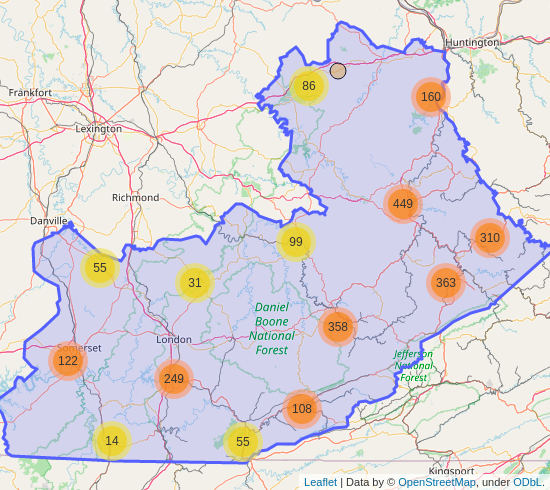 Huntington
86
Frankfort
160
Lexington
Richmond
449
Danville
310
99
55
31
363
Daniel
Boone
National
Forest
358
London
Somerset
122
Jefferson
National
Forest
249
108
14
55
Kingsport
Leaflet | Data by © OpenStreetMap, under ODbL.